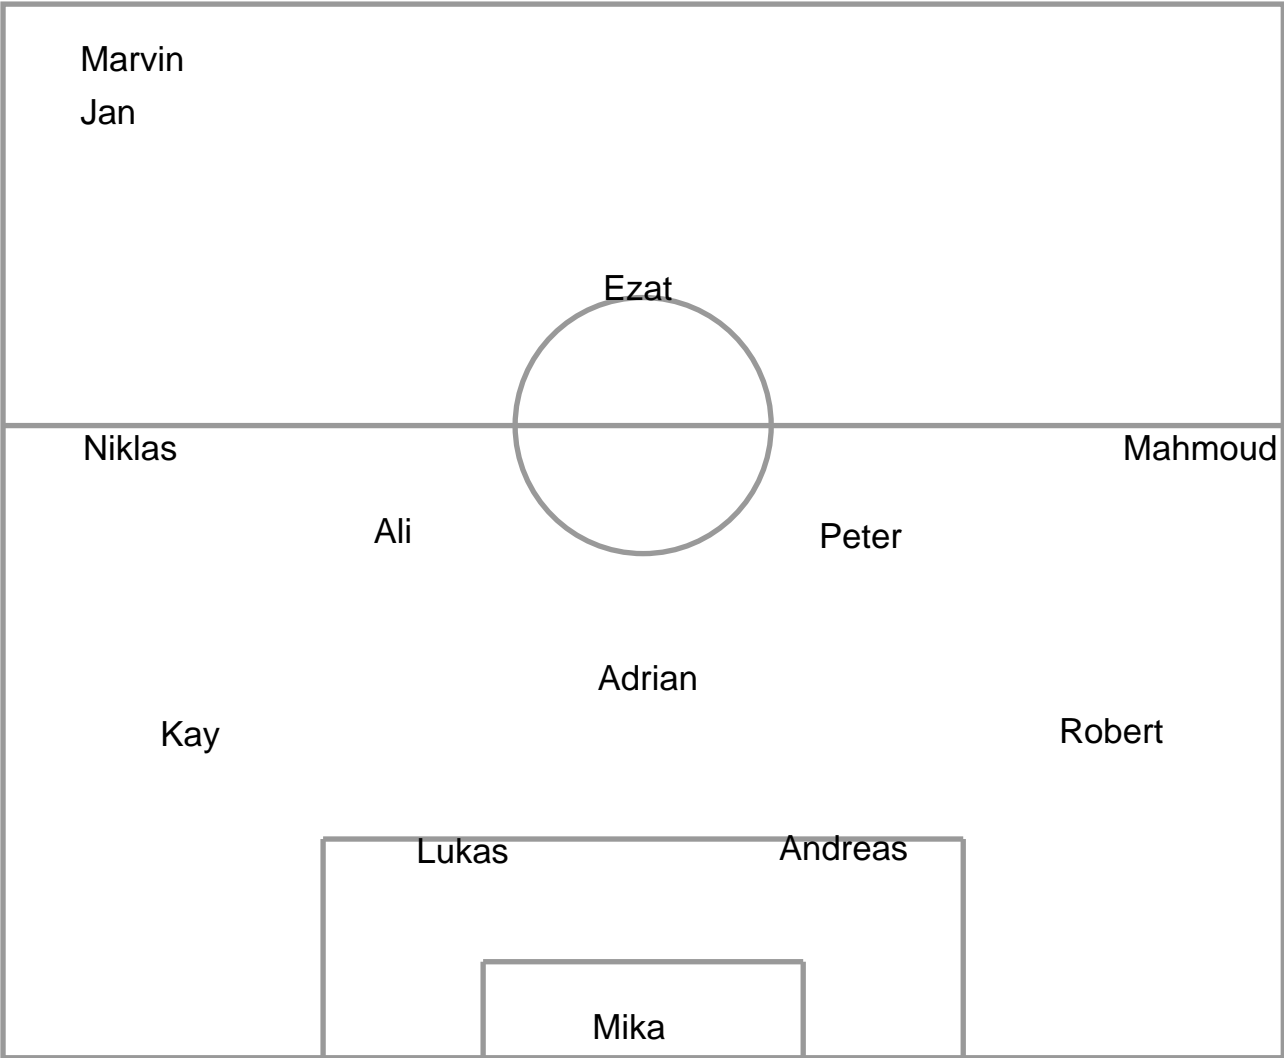 Marvin
Jan
Ezat
Niklas
Mahmoud
Ali
Peter
Adrian
Kay
Robert
Lukas
Andreas
Mika